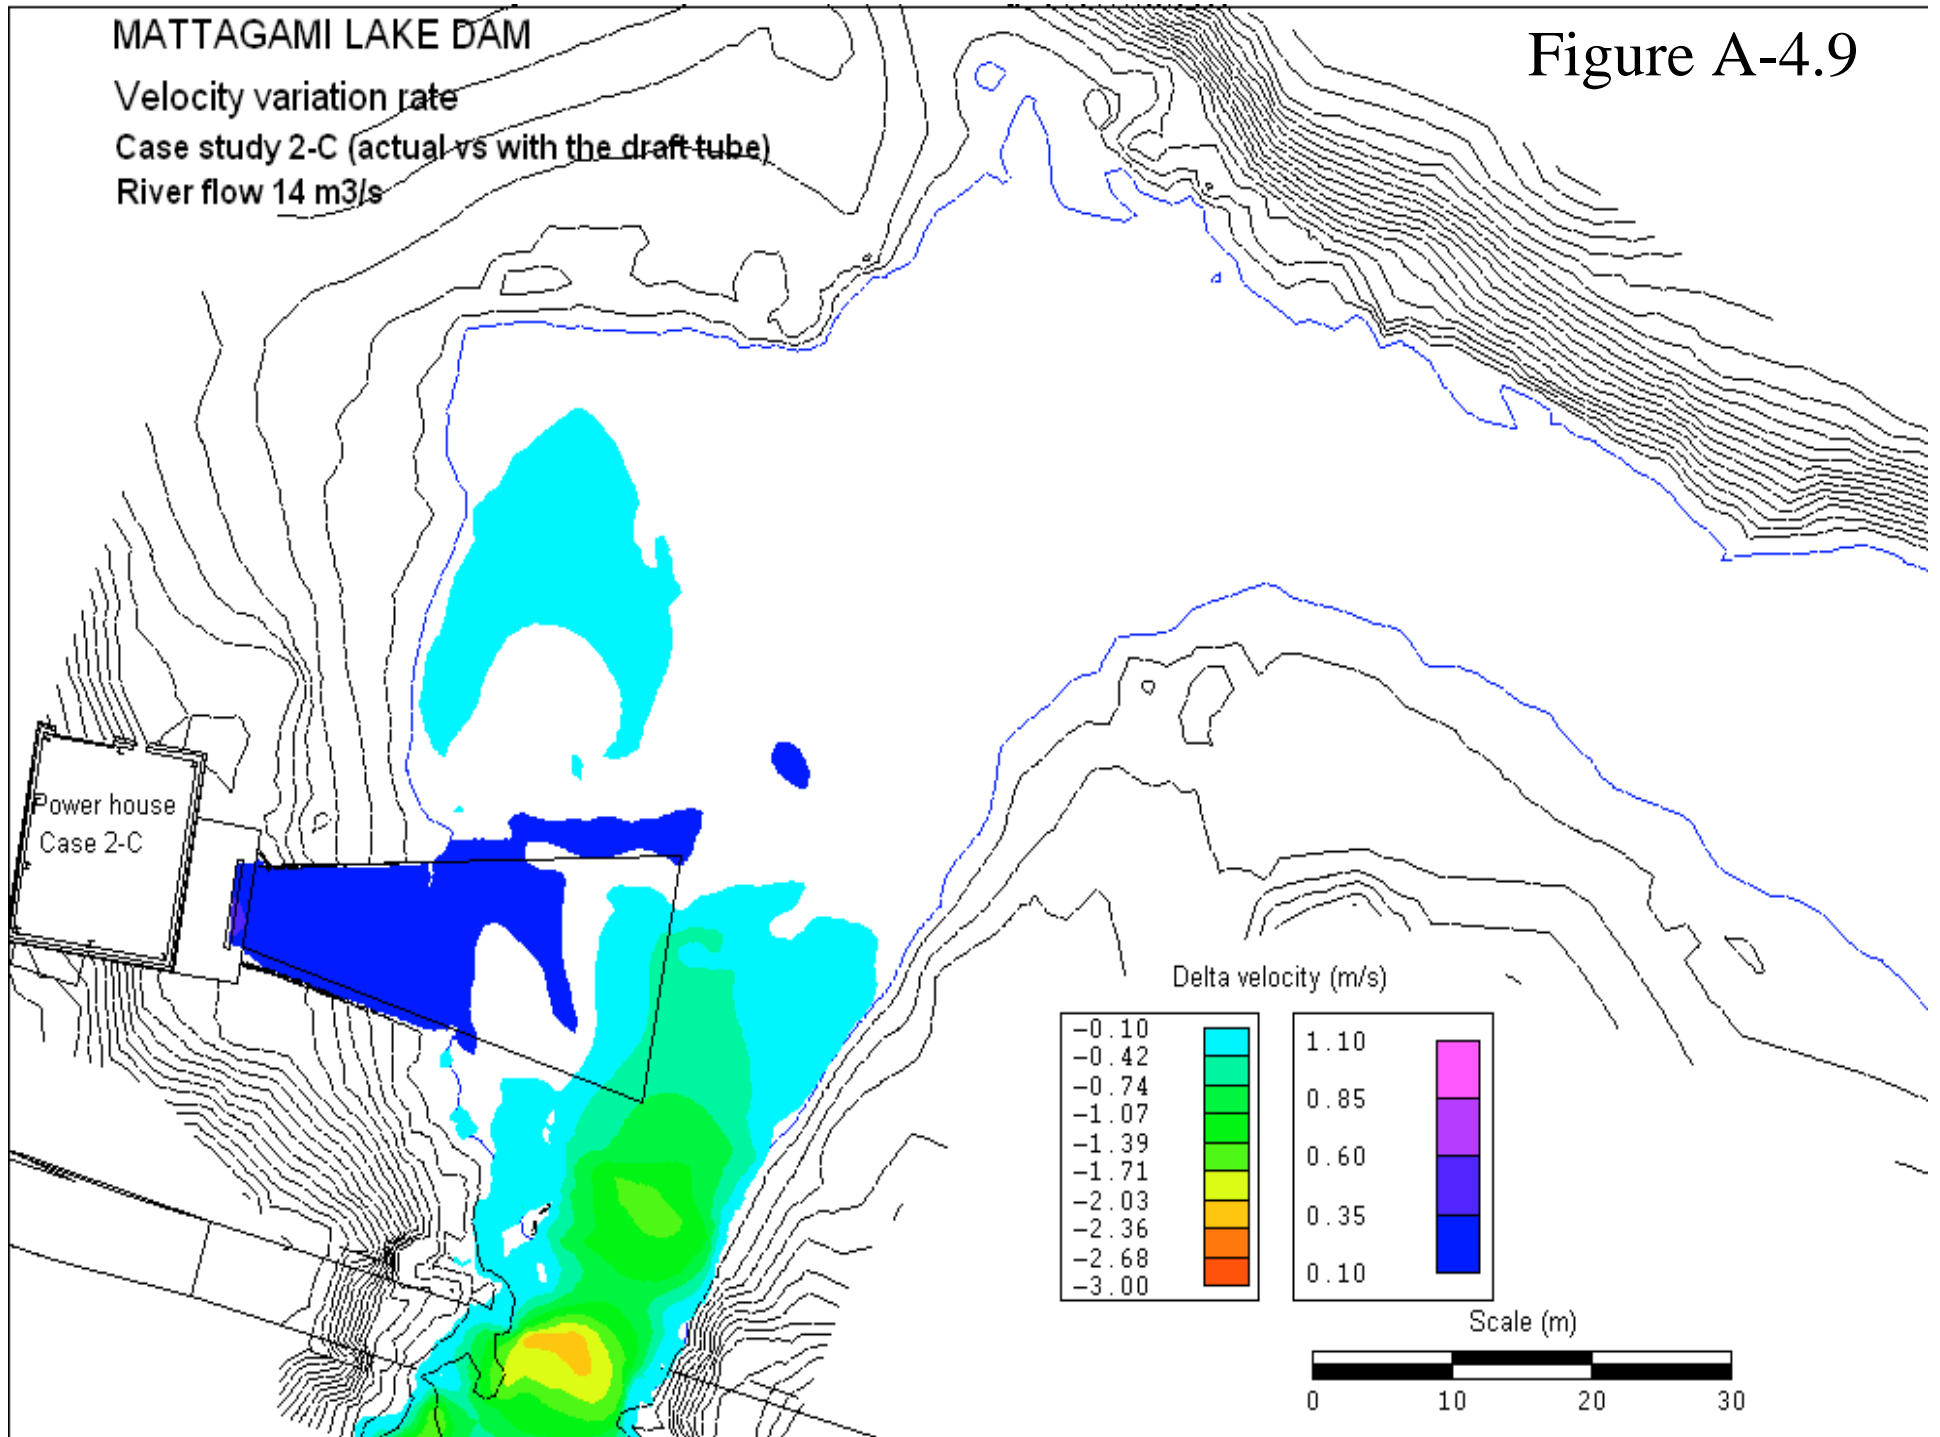 MATTAGAMI LAKE DAM
Velocity variation rate
Case study 2-C (actual vs with the draft tube)
River flow 14 m3/s
Figure A-4.9
Power house
Case 2-C
Delta velocity (m/s)
-0.10
-0.42
-0.74
-1.07
-1.39
-1.71
-2.03
-2.36
-2.68
-3.00
1.10
0.85
0.60
0.35
0.10
Scale (m)
0 10 20 30